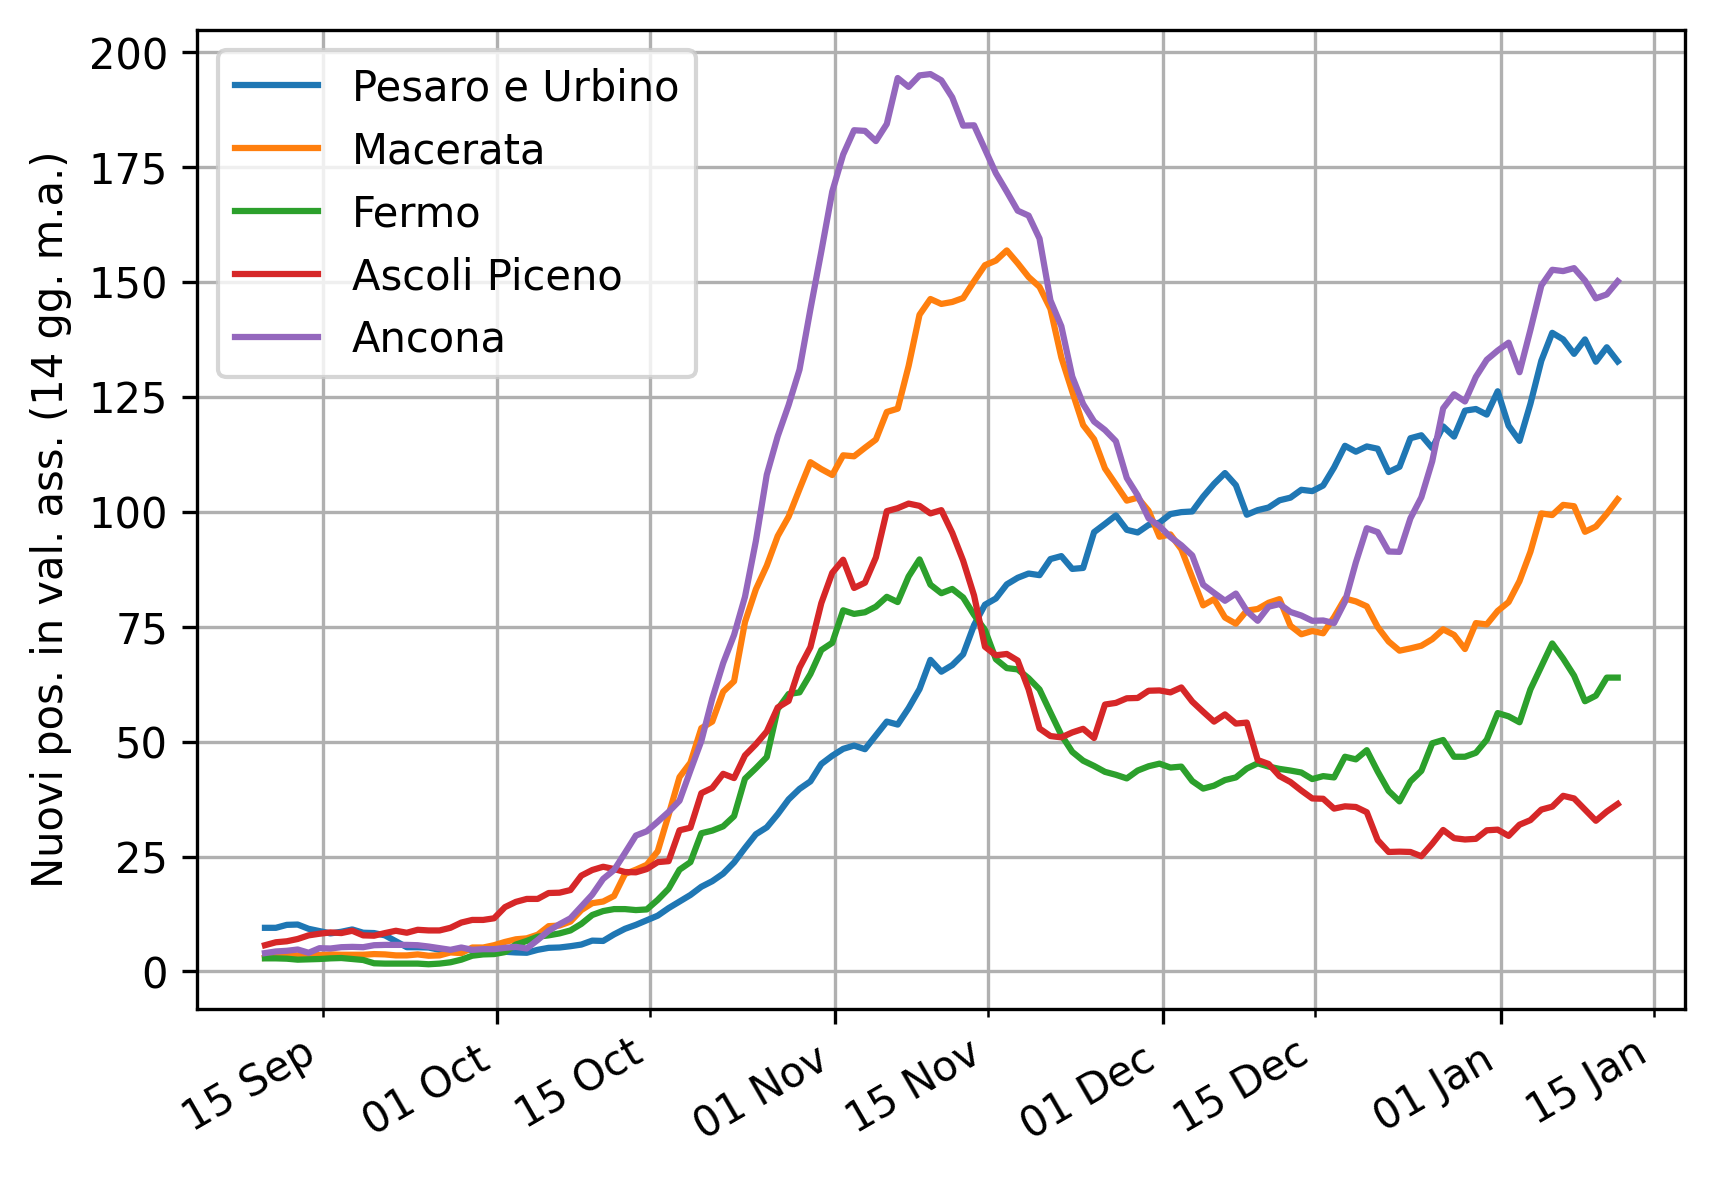 Nuovi pos. in val. ass. (14 gg. m.a.)
200
175
150
125
100
75
50
25
0
Pesaro e Urbino
Macerata
Fermo
Ascoli Piceno
Ancona
15 Sep
01 Oct
15 Oct
01 Nov
15 Nov
01 Dec
15 Dec
01 Jan
15 Jan